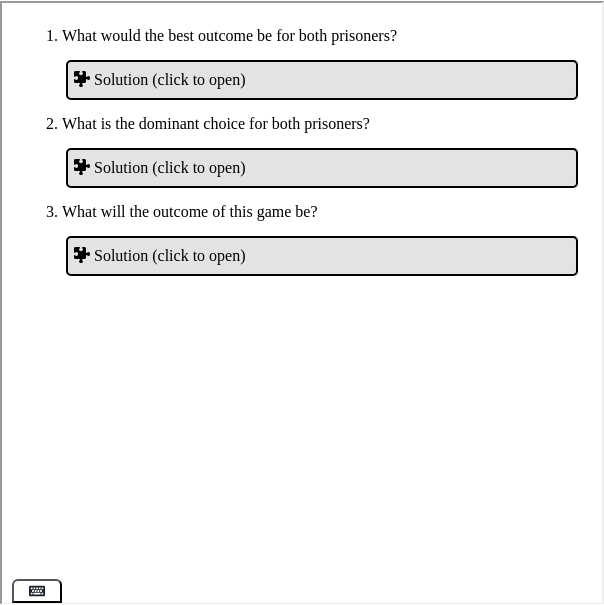 1. What would the best outcome be for both prisoners?
Solution (click to open)
2. What is the dominant choice for both prisoners?
Solution (click to open)
3. What will the outcome of this game be?
Solution (click to open)